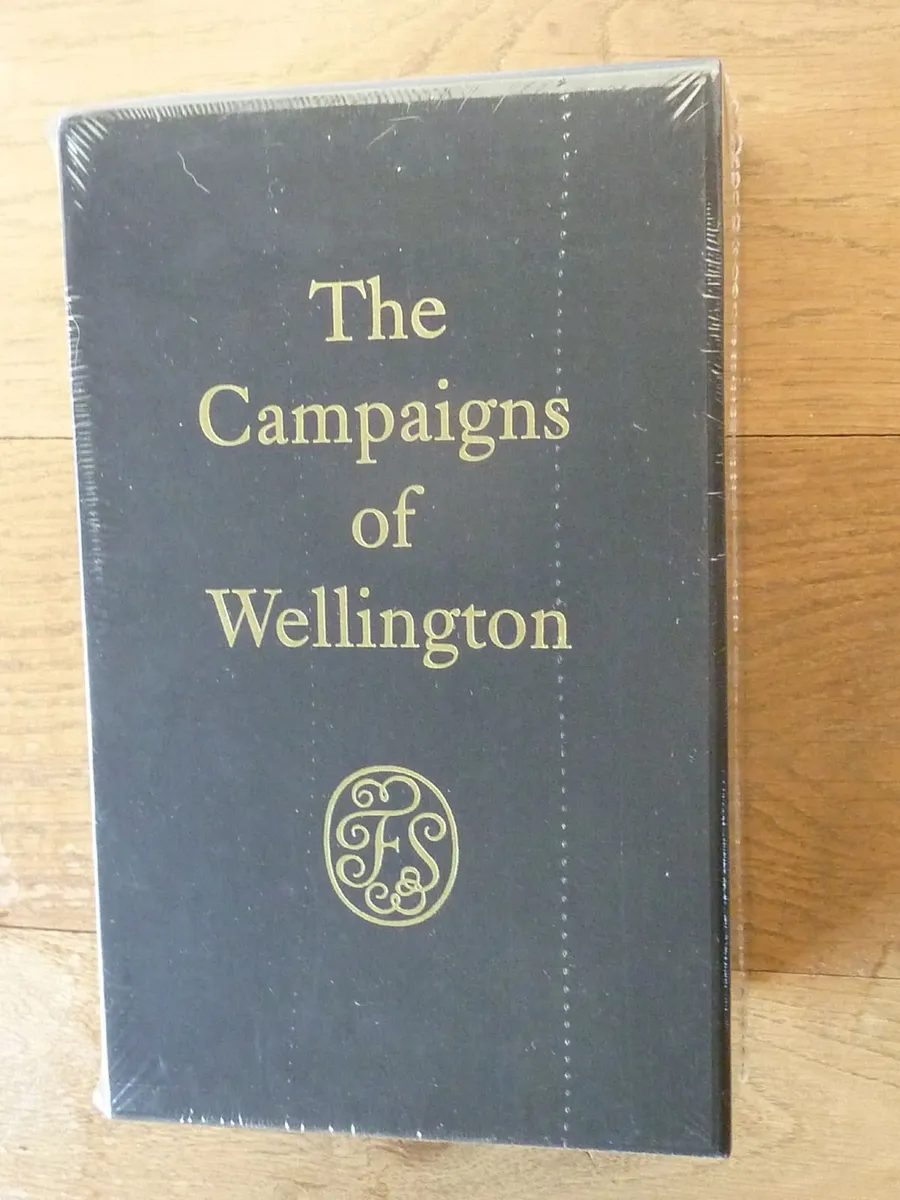 The
Campaigns
of
Wellington
FS